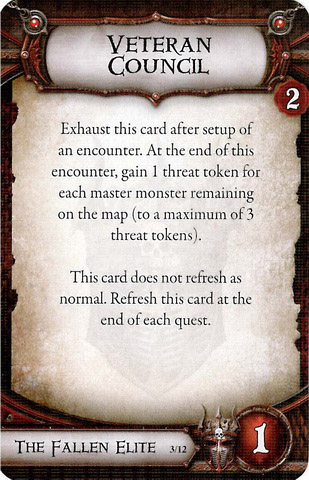 VETERAN
COUNCIL
2
Exhaust this card after setup of
an encounter. At the end of this
encounter, gain 1 threat token for
each master monster remaining
on the map (to a maximum of 3
threat tokens).
This card does not refresh as
normal. Refresh this card at the
end of each quest.
THE FALLEN ELITE 3/12
1